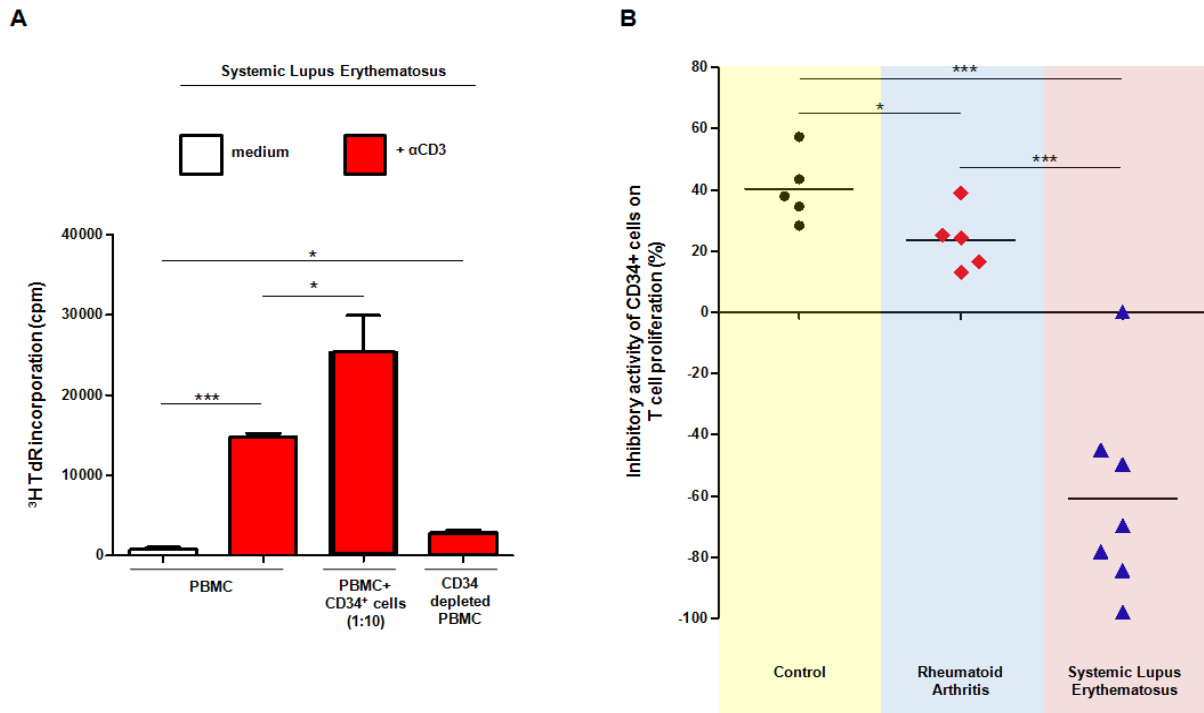 A
Systemic Lupus Erythematosus
medium
+ αCD3
³H TdR incorporation (cpm)
40000
30000
20000
10000
0
*
*
***
PBMC
PBMC+
CD34⁺ cells
(1:10)
CD34
depleted
PBMC
B
Inhibitory activity of CD34+ cells on
T cell proliferation (%)
80
60
40
20
0
-20
-40
-60
-80
-100
***
*
***
Control
Rheumatoid
Arthritis
Systemic Lupus
Erythematosus